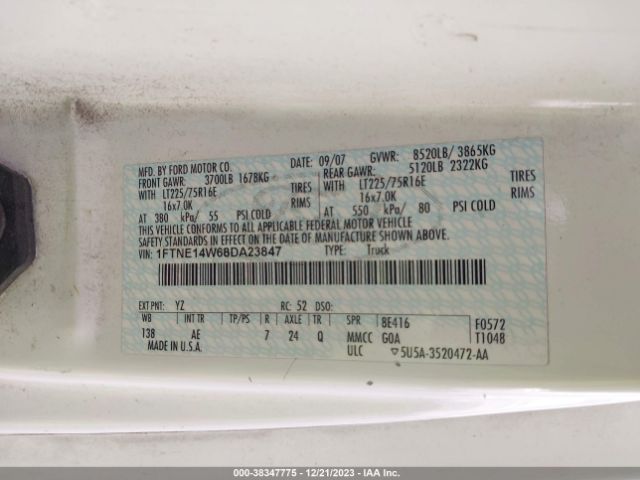 MFD. BY FORD MOTOR CO. DATE: 09/07 GVWR: 8520LB/ 3865KG
FRONT GAWR: 3700LB 1678KG REAR GAWR: 5120LB 2322KG
WITH LT225/75R16E TIRES WITH LT225/75R16E TIRES
16x7.0K RIMS 16x7.0K RIMS
AT 380 kPa/ 55 PSI COLD AT 550 kPa/ 80 PSI COLD
THIS VEHICLE CONFORMS TO ALL APPLICABLE FEDERAL MOTOR VEHICLE
SAFETY STANDARDS IN EFFECT ON THE DATE OF MANUFACTURE SHOWN ABOVE.
VIN: 1FTNE14W68DA23847 TYPE: Truck
EXT PNT: YZ RC: 52 DSO:
WB INT TR TP/PS R AXLE TR SPR 8E416 F0572
138 AE 7 24 Q MMCC GOA T1048
MADE IN U.S.A. ULC ▽5U5A-3520472-AA
000-38347775 - 12/21/2023 - IAA Inc.